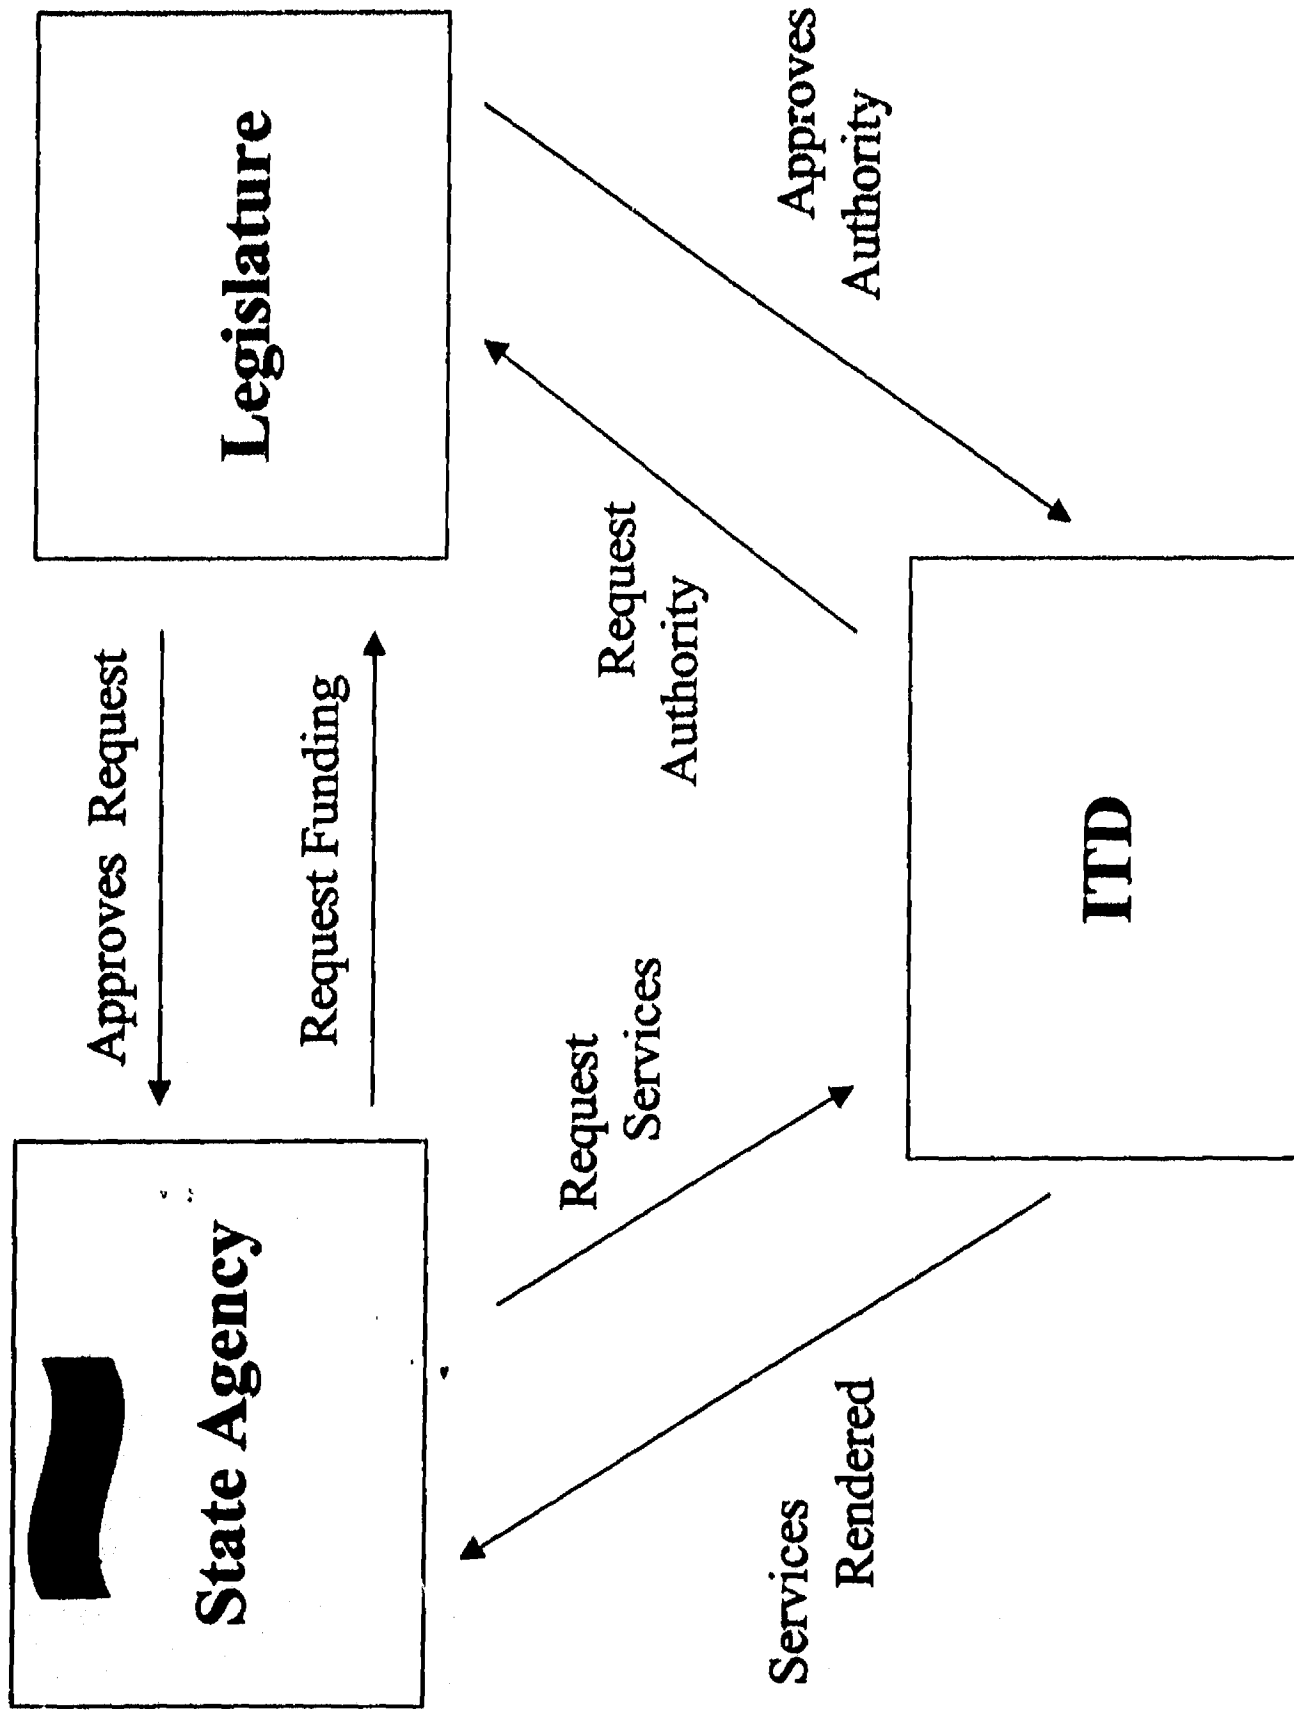 State Agency
Approves Request
Request Funding
Legislature
Request
Services
Request
Authority
Services
Rendered
Approves
Authority
ITD